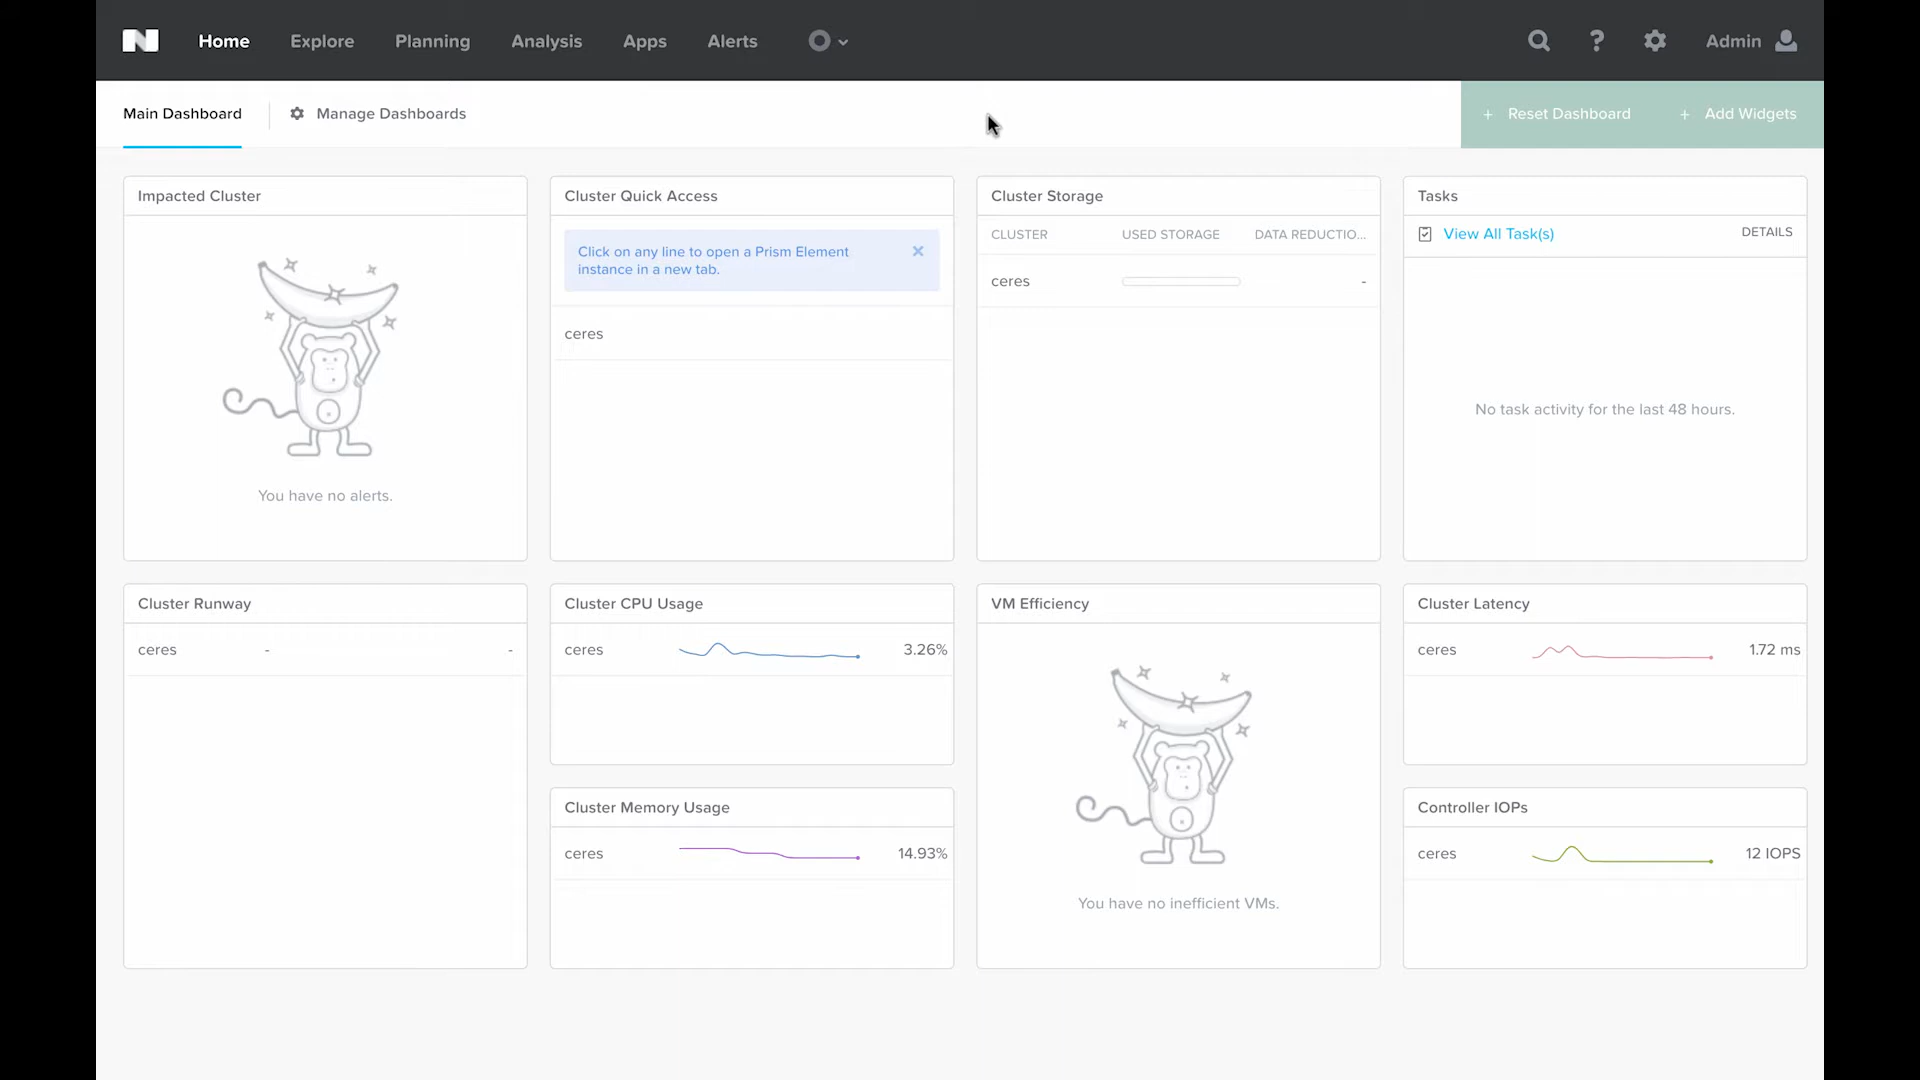 Home
Explore
Planning
Analysis
Apps
Alerts
Admin
Main Dashboard
Manage Dashboards
+ Reset Dashboard
+ Add Widgets
Impacted Cluster
You have no alerts.
Cluster Quick Access
Click on any line to open a Prism Element
instance in a new tab.
ceres
Cluster Storage
CLUSTER USED STORAGE DATA REDUCTIO...
ceres -
Tasks
View All Task(s) DETAILS
No task activity for the last 48 hours.
Cluster Runway
ceres - -
Cluster CPU Usage
ceres 3.26%
Cluster Memory Usage
ceres 14.93%
VM Efficiency
You have no inefficient VMs.
Cluster Latency
ceres 1.72 ms
Controller IOPs
ceres 12 IOPS